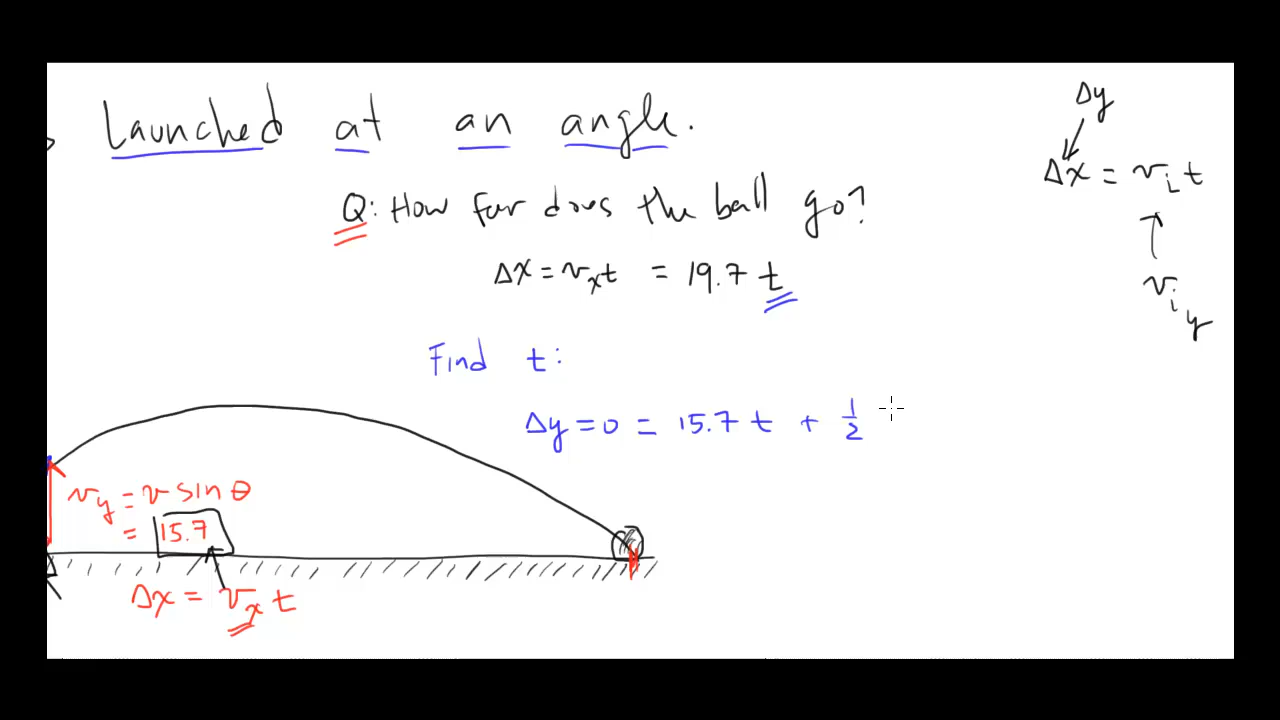 Launched at an angle.
Q: How far does the ball go?
Δx = v_x t = 19.7 t
Find t:
Δy = 0 = 15.7 t + 1/2
Δy
Δx = v_i t
v_iy
v_y = v sin θ
= 15.7
Δx = v_x t